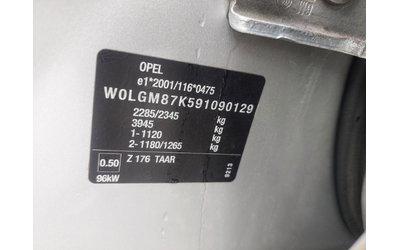 OPEL
e1*2001/116*0475
W0LGM87K591090129
2285/2345 kg
3945 kg
1-1120 kg
2-1180/1265 kg
0.50 Z 176 TAAR
96kW
9213